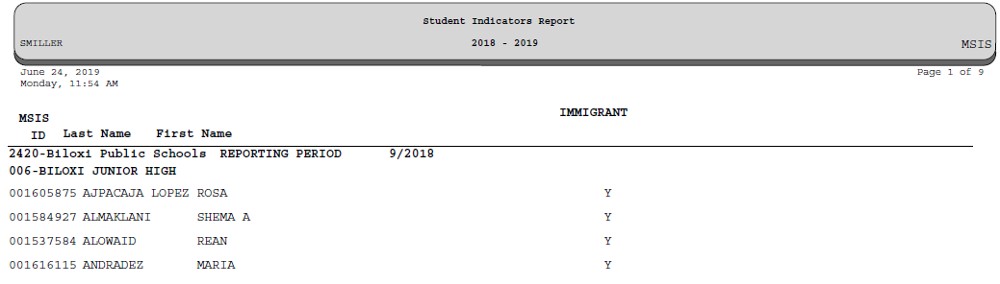 Student Indicators Report
SMILLER 2018 - 2019 MSIS
June 24, 2019 Page 1 of 9
Monday, 11:54 AM
IMMIGRANT
MSIS
ID Last Name First Name
2420-Biloxi Public Schools REPORTING PERIOD 9/2018
006-BILOXI JUNIOR HIGH
001605875 AJPACAJA LOPEZ ROSA Y
001584927 ALMAKLANI SHEMA A Y
001537584 ALOWAID REAN Y
001616115 ANDRADEZ MARIA Y